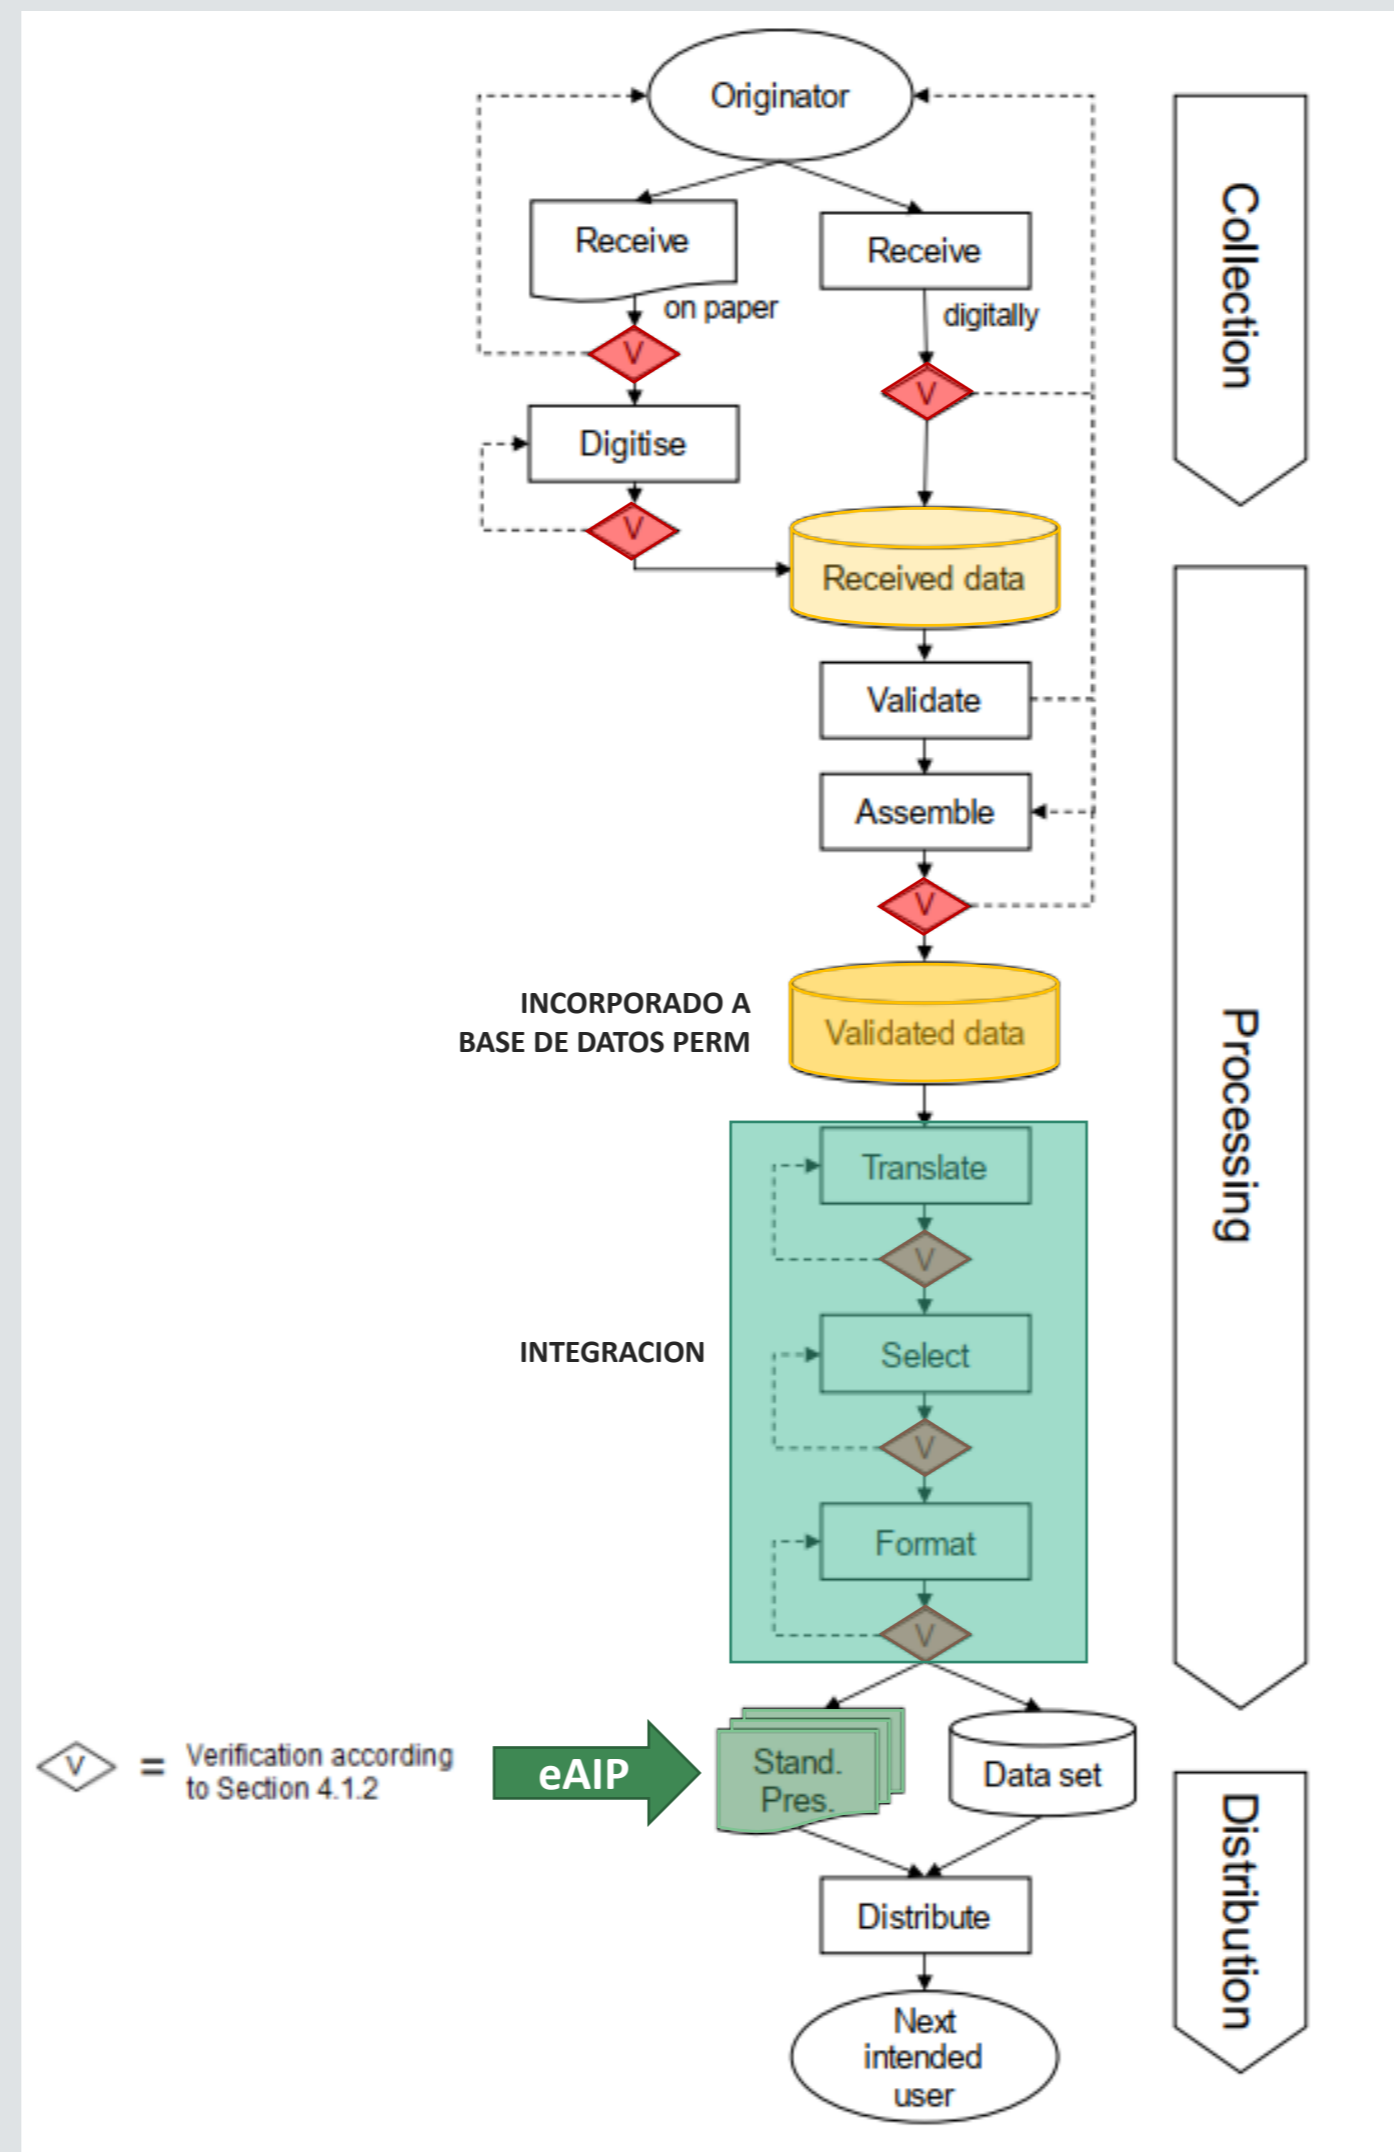 Originator
Receive
Receive
on paper
digitally
V
V
Digitise
V
Received data
Validate
Assemble
V
INCORPORADO A
BASE DE DATOS PERM
Validated data
Translate
V
INTEGRACION
Select
V
Format
V
V = Verification according
to Section 4.1.2
eAIP
Stand.
Pres.
Data set
Distribute
Next
intended
user
Collection
Processing
Distribution